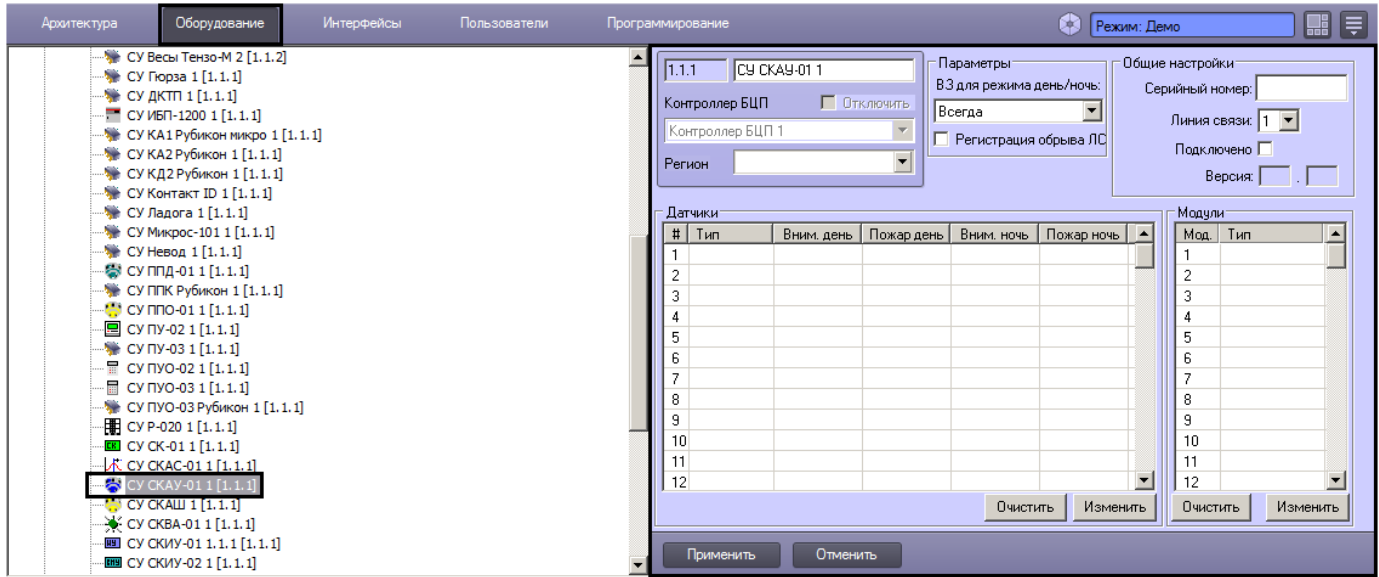 Архитектура Оборудование Интерфейсы Пользователи Программирование Режим: Демо
СУ Весы Тензо-М 2 [1.1.2]
СУ Гюрза 1 [1.1.1]
СУ ДКТП 1 [1.1.1]
СУ ИБП-1200 1 [1.1.1]
СУ КА1 Рубикон микро 1 [1.1.1]
СУ КА2 Рубикон 1 [1.1.1]
СУ КД2 Рубикон 1 [1.1.1]
СУ Контакт ID 1 [1.1.1]
СУ Ладога 1 [1.1.1]
СУ Микрос-101 1 [1.1.1]
СУ Невод 1 [1.1.1]
СУ ППД-01 1 [1.1.1]
СУ ППК Рубикон 1 [1.1.1]
СУ ППО-01 1 [1.1.1]
СУ ПУ-02 1 [1.1.1]
СУ ПУ-03 1 [1.1.1]
СУ ПУО-02 1 [1.1.1]
СУ ПУО-03 1 [1.1.1]
СУ ПУО-03 Рубикон 1 [1.1.1]
СУ Р-020 1 [1.1.1]
СУ СК-01 1 [1.1.1]
СУ СКАС-01 1 [1.1.1]
СУ СКАУ-01 1 [1.1.1]
СУ СКАШ 1 [1.1.1]
СУ СКВА-01 1 [1.1.1]
СУ СКИУ-01 1.1.1 [1.1.1]
СУ СКИУ-02 1 [1.1.1]
1.1.1 СУ СКАУ-01 1
Контроллер БЦП Отключить
Контроллер БЦП 1
Регион
Параметры
ВЗ для режима день/ночь:
Всегда
Регистрация обрыва ЛС
Общие настройки
Серийный номер:
Линия связи: 1
Подключено
Версия: .
Датчики
# Тип Вним. день Пожар день Вним. ночь Пожар ночь
1
2
3
4
5
6
7
8
9
10
11
12
Очистить Изменить
Модули
Мод. Тип
1
2
3
4
5
6
7
8
9
10
11
12
Очистить Изменить
Применить Отменить